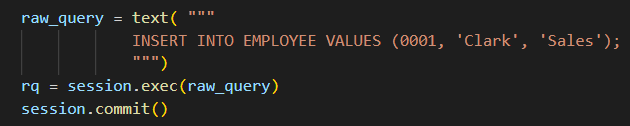 raw_query = text( """
INSERT INTO EMPLOYEE VALUES (0001, 'Clark', 'Sales');
""")
rq = session.exec(raw_query)
session.commit()